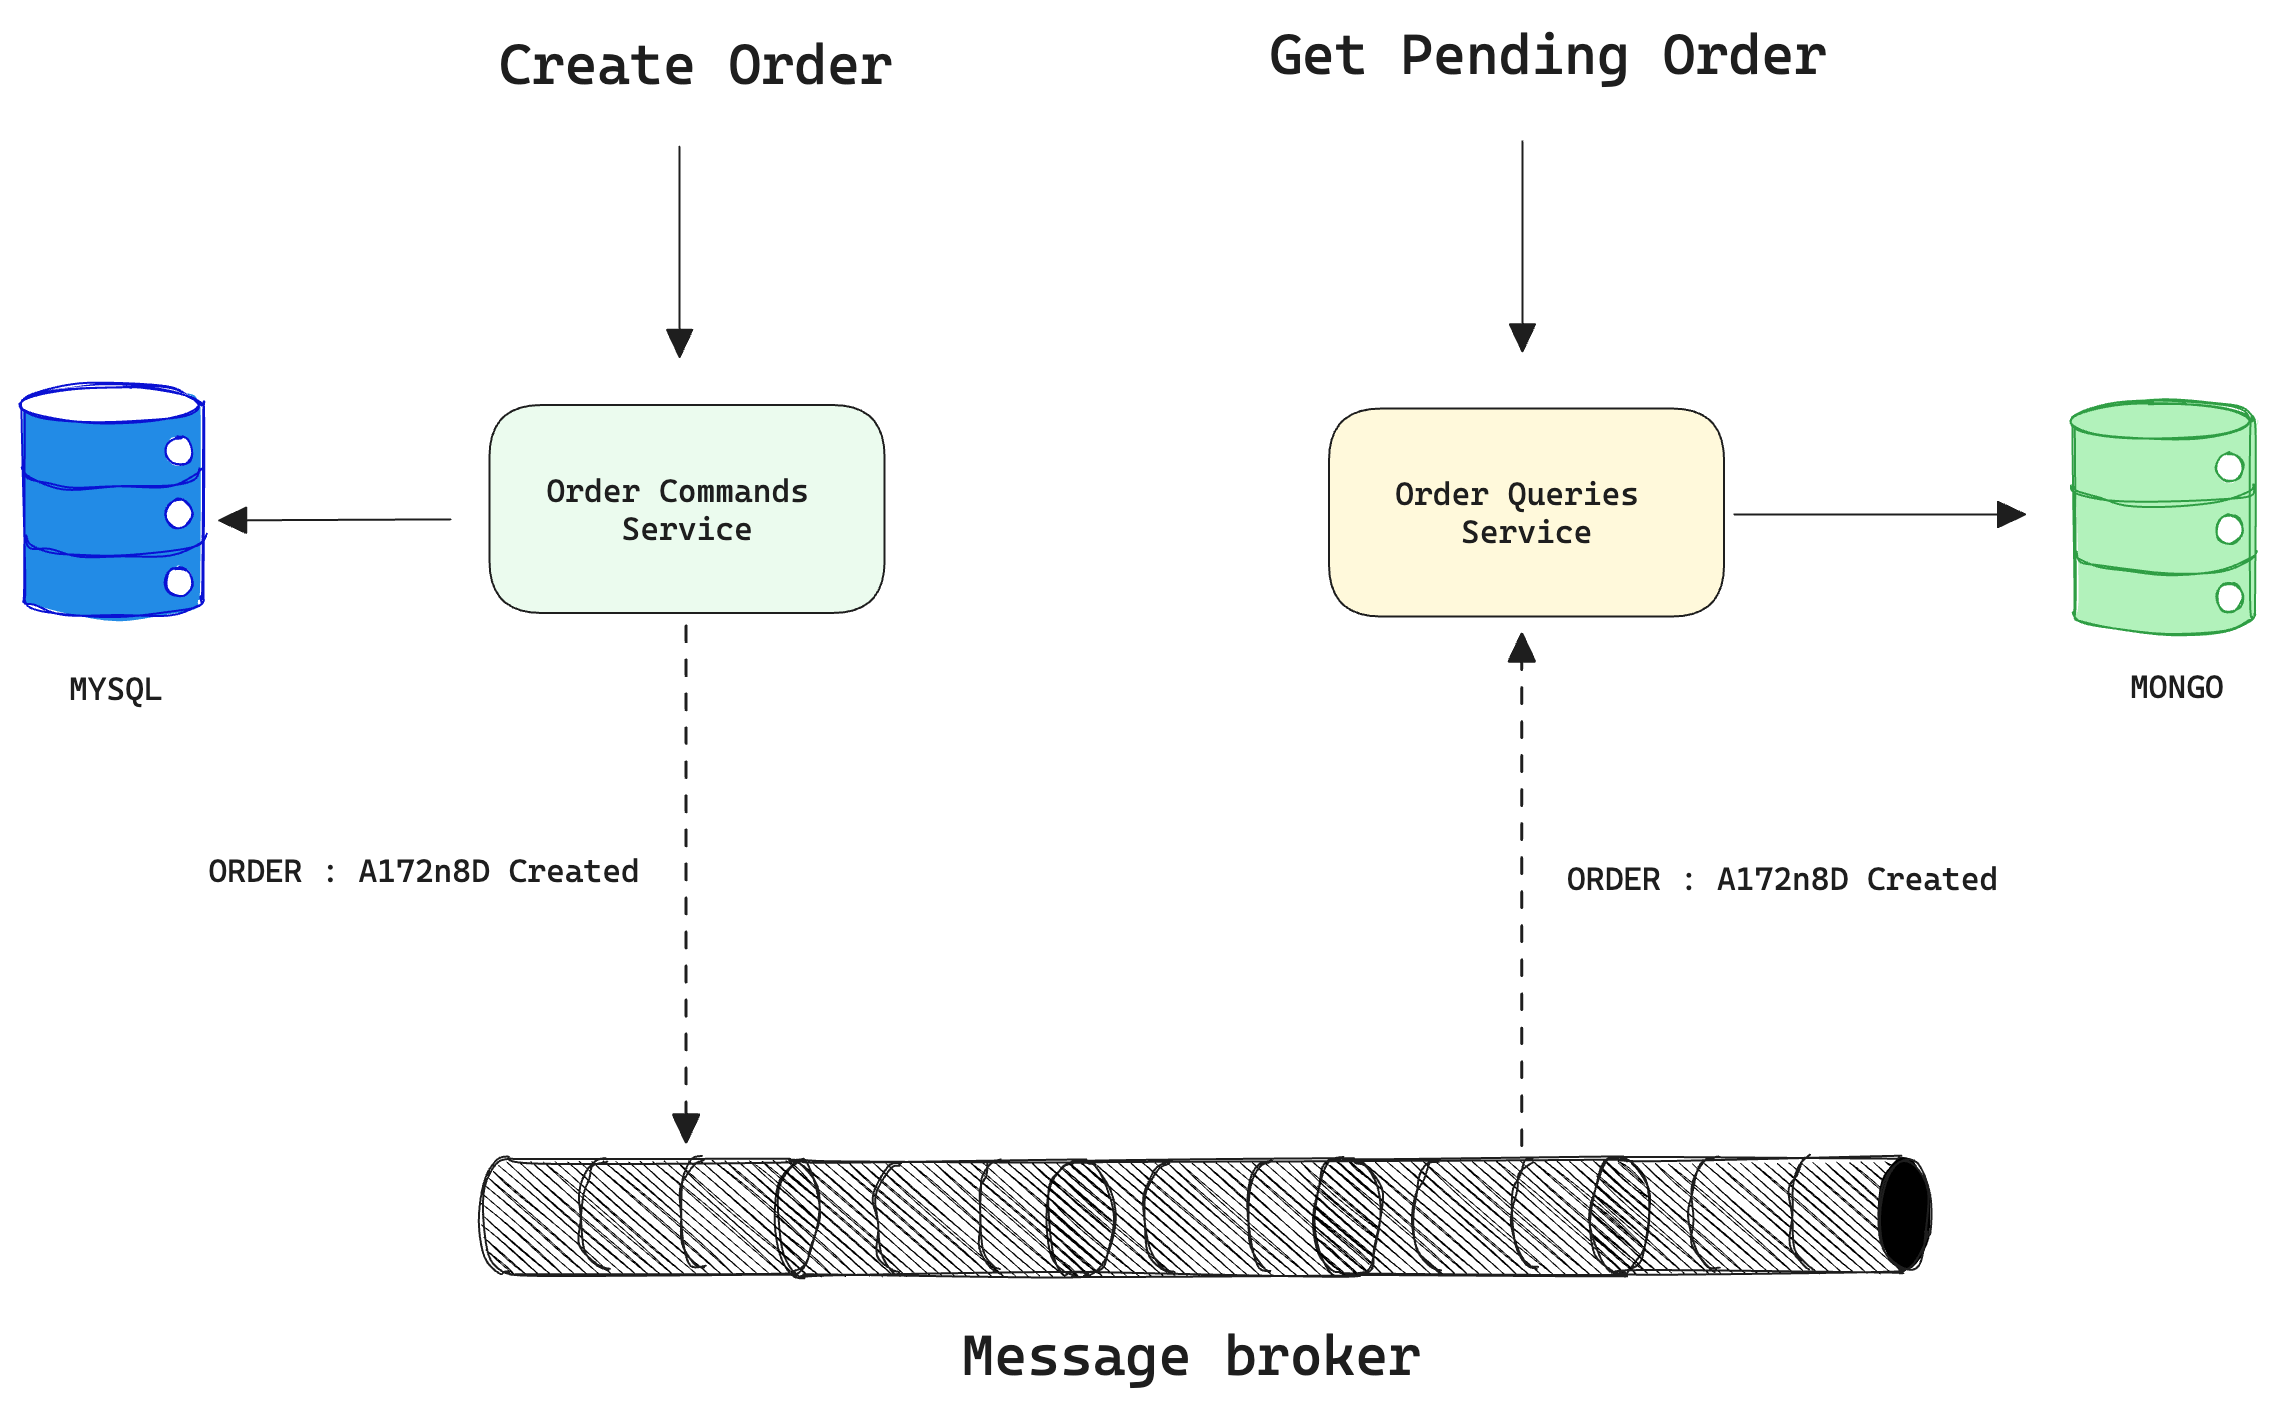 Create Order
Get Pending Order
Order Commands
Service
Order Queries
Service
MYSQL
MONGO
ORDER : A172n8D Created
ORDER : A172n8D Created
Message broker